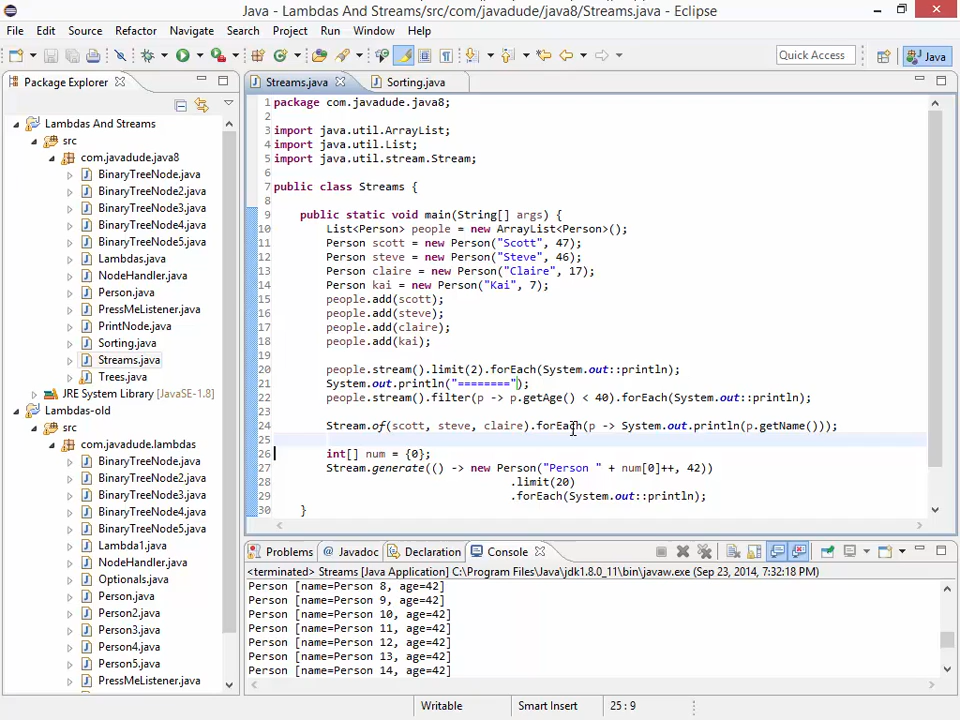 Java - Lambdas And Streams/src/com/javadude/java8/Streams.java - Eclipse
File Edit Source Refactor Navigate Search Project Run Window Help
Quick Access
Java
Package Explorer
Lambdas And Streams
src
com.javadude.java8
BinaryTreeNode.java
BinaryTreeNode2.java
BinaryTreeNode3.java
BinaryTreeNode4.java
BinaryTreeNode5.java
Lambdas.java
NodeHandler.java
Person.java
PressMeListener.java
PrintNode.java
Sorting.java
Streams.java
Trees.java
JRE System Library [JavaSE-1.8]
Lambdas-old
src
com.javadude.lambdas
BinaryTreeNode.java
BinaryTreeNode2.java
BinaryTreeNode3.java
BinaryTreeNode4.java
BinaryTreeNode5.java
Lambda1.java
NodeHandler.java
Optionals.java
Person.java
Person2.java
Person3.java
Person4.java
Person5.java
PressMeListener.java
Streams.java
Sorting.java
1 package com.javadude.java8;
2
3 import java.util.ArrayList;
4 import java.util.List;
5 import java.util.stream.Stream;
6
7 public class Streams {
8
9 public static void main(String[] args) {
10 List<Person> people = new ArrayList<Person>();
11 Person scott = new Person("Scott", 47);
12 Person steve = new Person("Steve", 46);
13 Person claire = new Person("Claire", 17);
14 Person kai = new Person("Kai", 7);
15 people.add(scott);
16 people.add(steve);
17 people.add(claire);
18 people.add(kai);
19
20 people.stream().limit(2).forEach(System.out::println);
21 System.out.println("========");
22 people.stream().filter(p -> p.getAge() < 40).forEach(System.out::println);
23
24 Stream.of(scott, steve, claire).forEach(p -> System.out.println(p.getName()));
25
26 int[] num = {0};
27 Stream.generate(() -> new Person("Person " + num[0]++, 42))
28 .limit(20)
29 .forEach(System.out::println);
30 }
Problems Javadoc Declaration Console
<terminated> Streams [Java Application] C:\Program Files\Java\jdk1.8.0_11\bin\javaw.exe (Sep 23, 2014, 7:32:18 PM)
Person [name=Person 8, age=42]
Person [name=Person 9, age=42]
Person [name=Person 10, age=42]
Person [name=Person 11, age=42]
Person [name=Person 12, age=42]
Person [name=Person 13, age=42]
Person [name=Person 14, age=42]
Writable Smart Insert 25 : 9